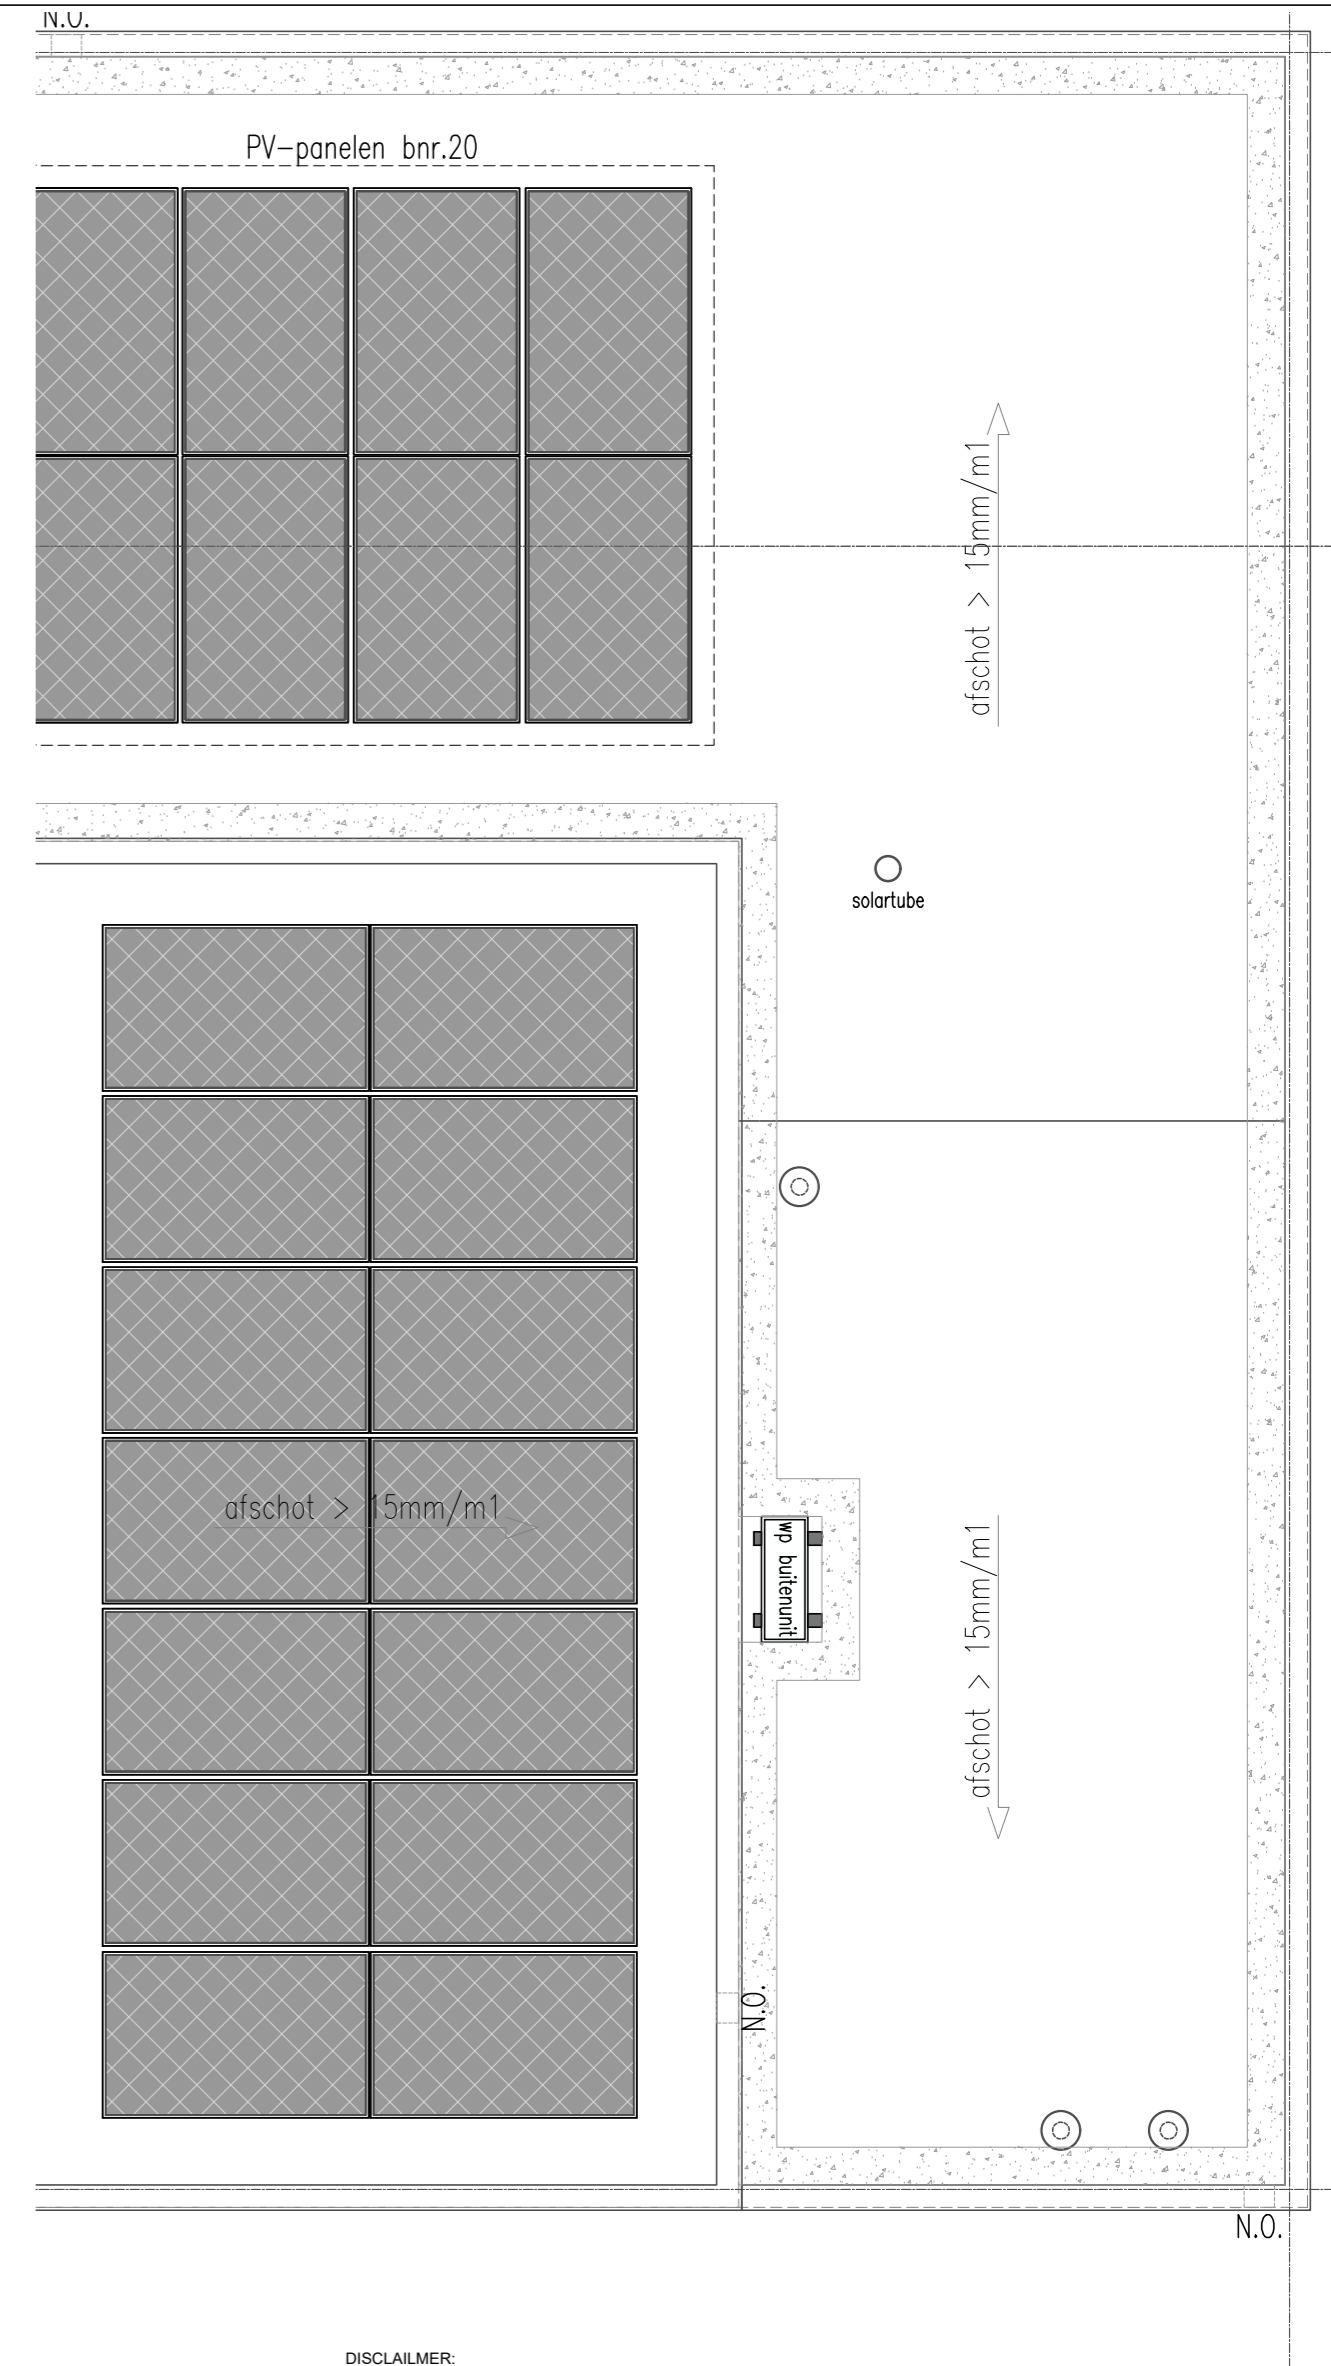 N.O.
PV-panelen bnr.20
afschot > 15mm/m1
solartube
afschot > 15mm/m1
wp buitenunit
afschot > 15mm/m1
N.O.
N.O.
DISCLAILMER: